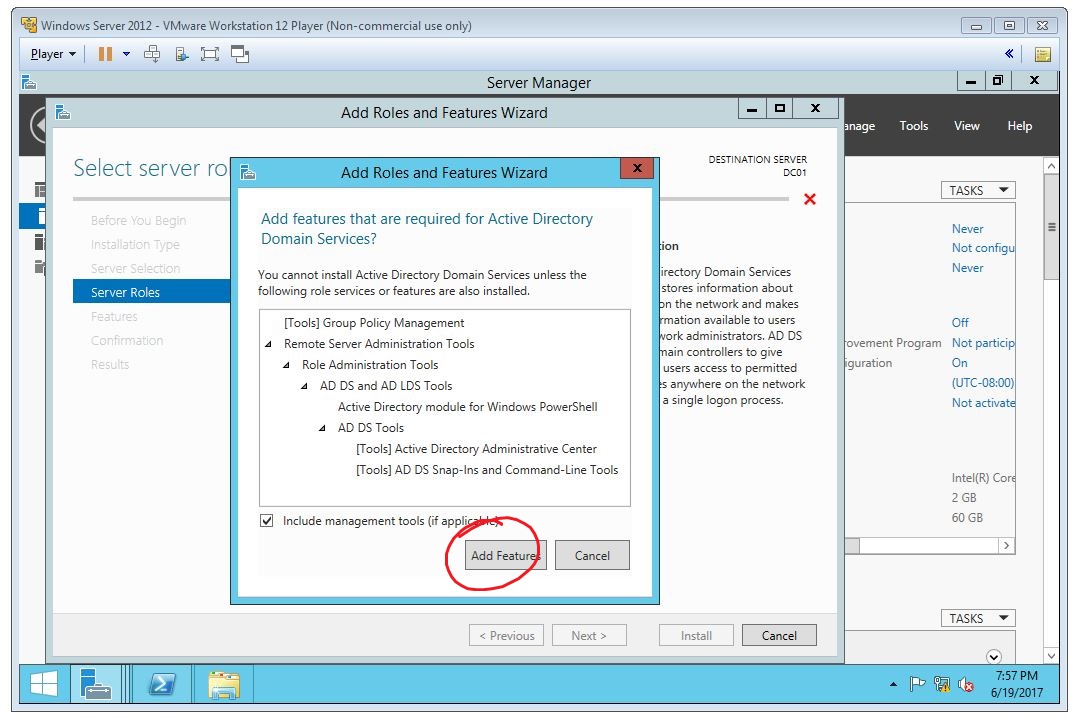 Windows Server 2012 - VMware Workstation 12 Player (Non-commercial use only)
Player
Server Manager
Add Roles and Features Wizard
Manage Tools View Help
Select server ro
DESTINATION SERVER
DC01
TASKS
Before You Begin
Installation Type
Server Selection
Server Roles
Features
Confirmation
Results
Add Roles and Features Wizard
Add features that are required for Active Directory
Domain Services?
You cannot install Active Directory Domain Services unless the
following role services or features are also installed.
[Tools] Group Policy Management
Remote Server Administration Tools
Role Administration Tools
AD DS and AD LDS Tools
Active Directory module for Windows PowerShell
AD DS Tools
[Tools] Active Directory Administrative Center
[Tools] AD DS Snap-Ins and Command-Line Tools
Include management tools (if applicable)
Add Features Cancel
tion
irectory Domain Services
stores information about
on the network and makes
rmation available to users
work administrators. AD DS
main controllers to give
users access to permitted
es anywhere on the network
a single logon process.
Never
Not configu
Never
Off
rovement Program Not particip
iguration On
(UTC-08:00)
Not activate
Intel(R) Core
2 GB
60 GB
TASKS
< Previous Next > Install Cancel
7:57 PM
6/19/2017